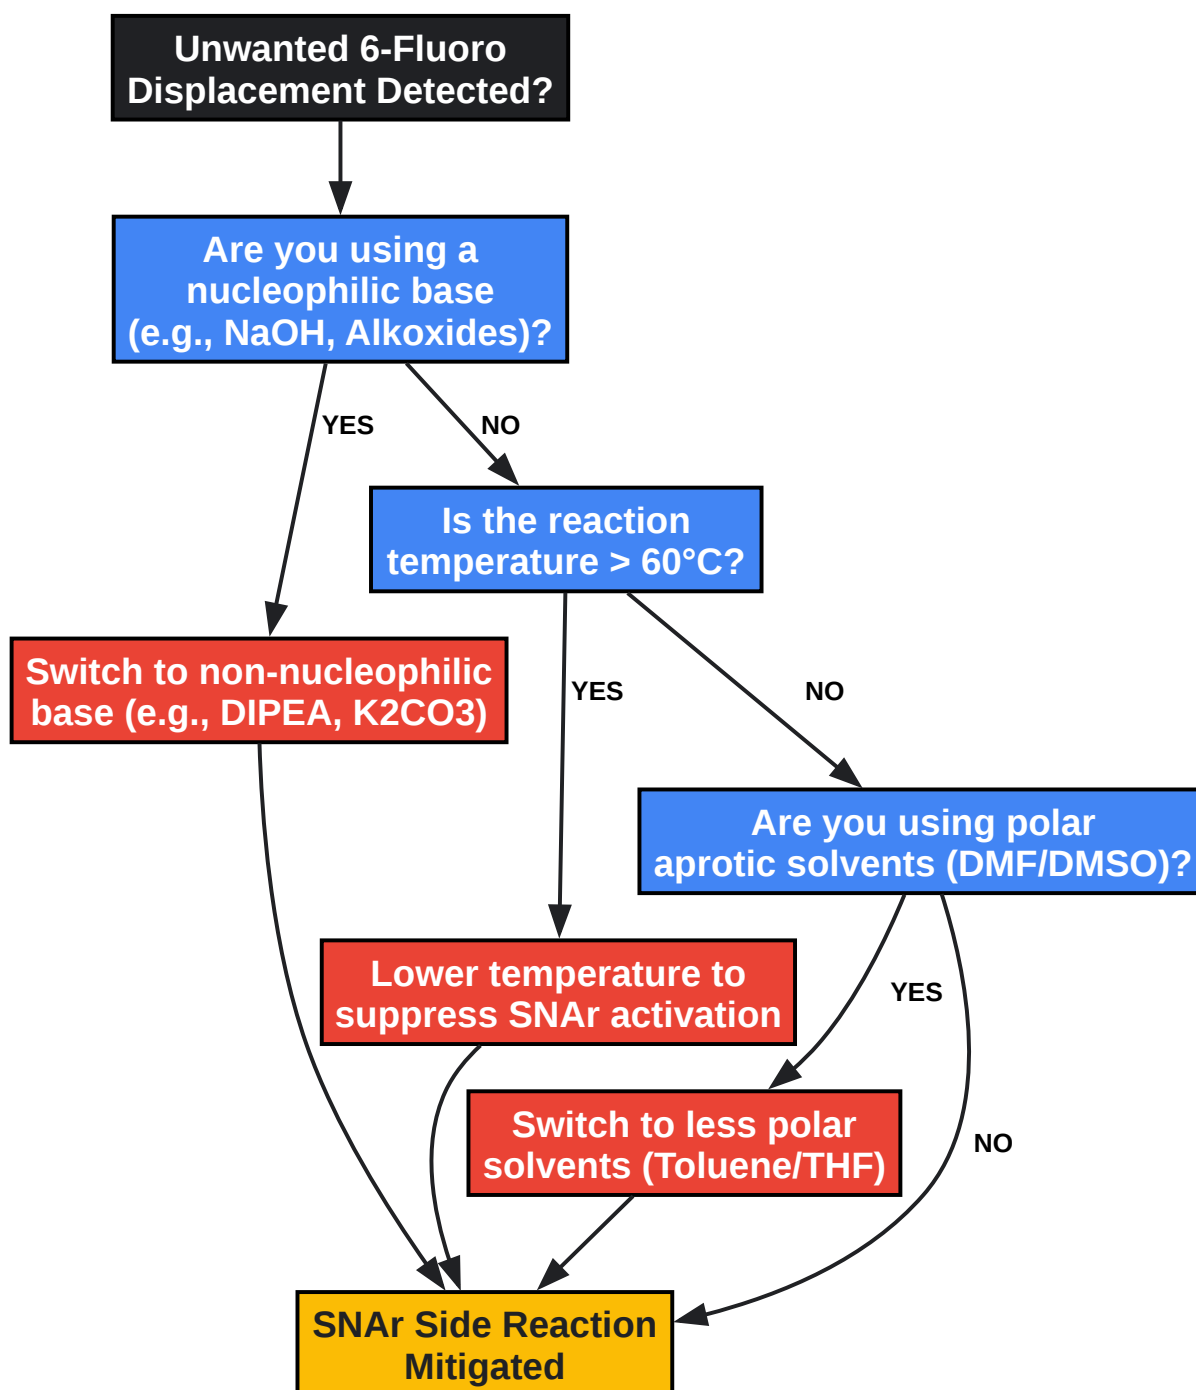 Unwanted 6-Fluoro
Displacement Detected?
Are you using a
nucleophilic base
(e.g., NaOH, Alkoxides)?
YES
NO
Is the reaction
temperature > 60°C?
Switch to non-nucleophilic
base (e.g., DIPEA, K2CO3)
YES
NO
Are you using polar
aprotic solvents (DMF/DMSO)?
Lower temperature to
suppress SNAr activation
YES
Switch to less polar
solvents (Toluene/THF)
NO
SNAr Side Reaction
Mitigated